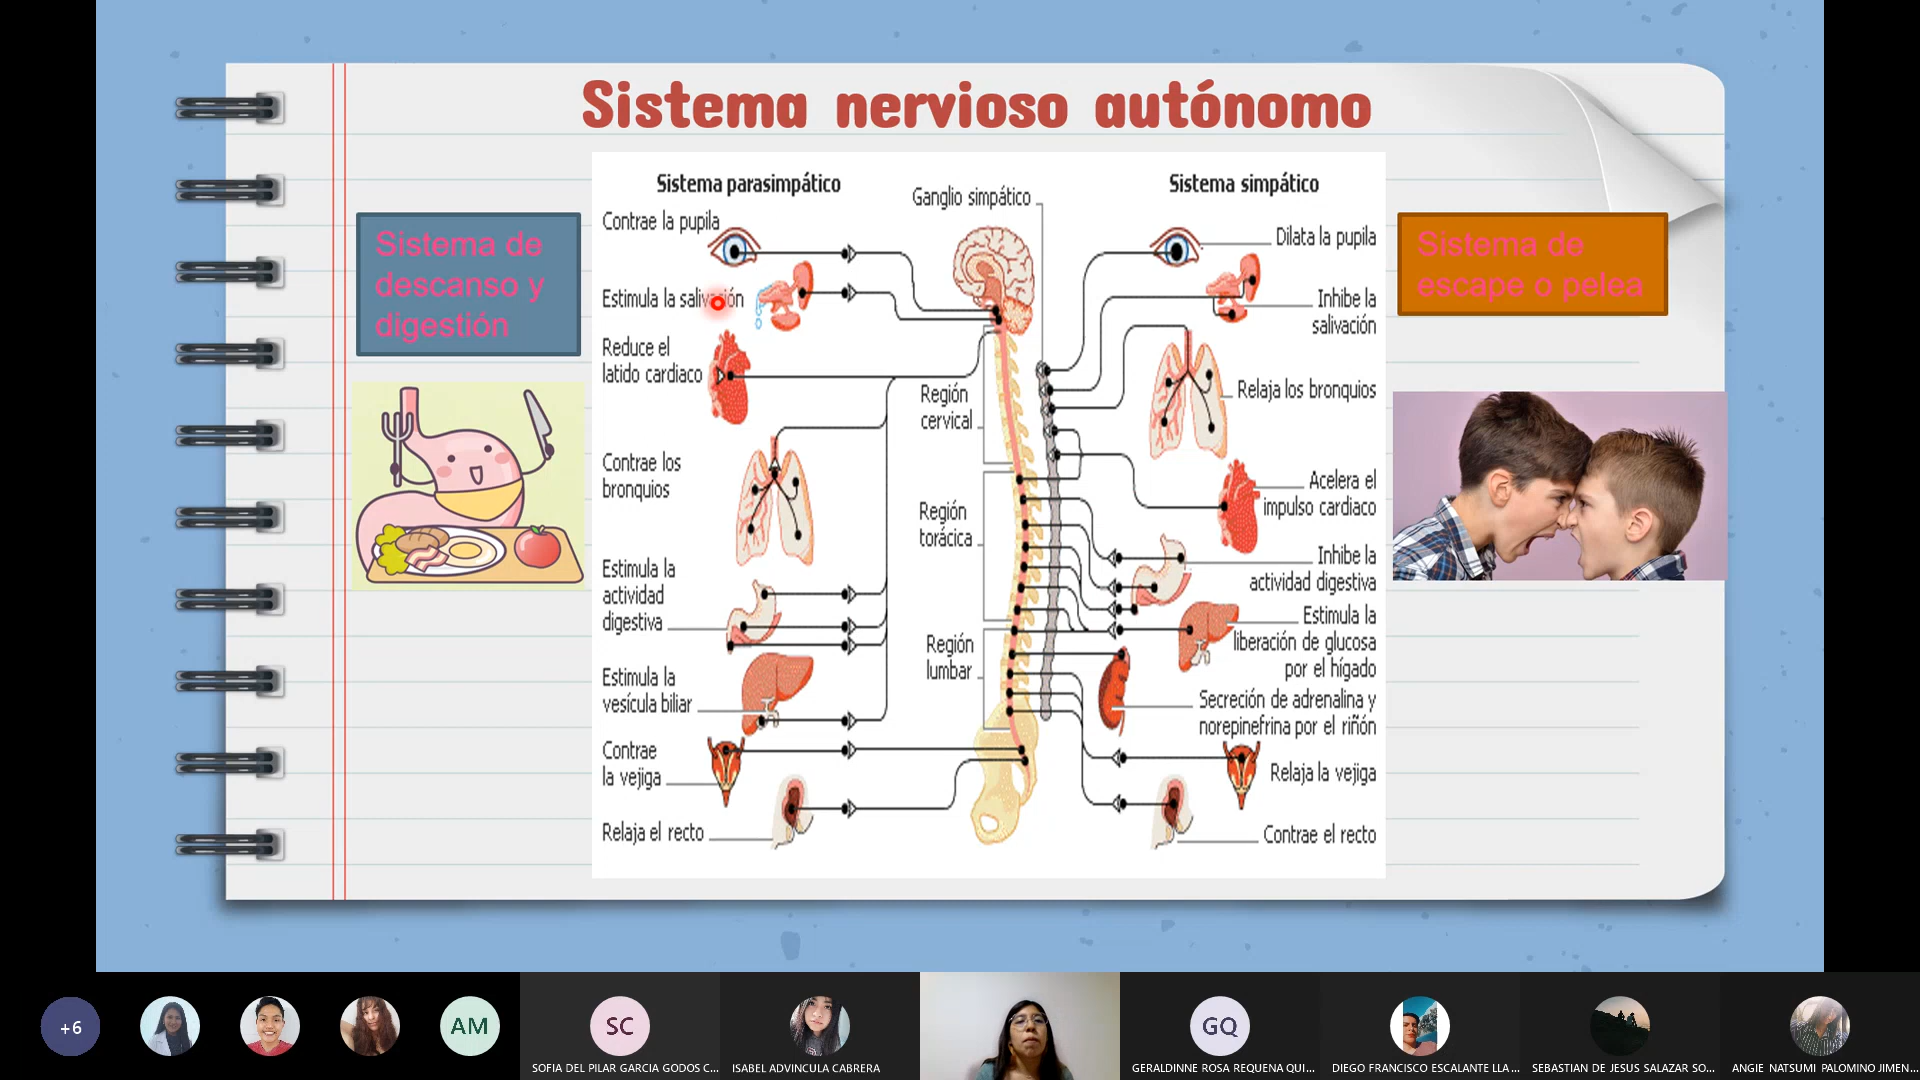 Sistema nervioso autónomo
Sistema de
descanso y
digestión
Sistema parasimpático
Contrae la pupila
Estimula la salivación
Reduce el
latido cardiaco
Contrae los
bronquios
Estimula la
actividad
digestiva
Estimula la
vesícula biliar
Contrae
la vejiga
Relaja el recto
Ganglio simpático
Región
cervical
Región
torácica
Región
lumbar
Sistema simpático
Dilata la pupila
Inhibe la
salivación
Relaja los bronquios
Acelera el
impulso cardiaco
Inhibe la
actividad digestiva
Estimula la
liberación de glucosa
por el hígado
Secreción de adrenalina y
norepinefrina por el riñón
Relaja la vejiga
Contrae el recto
Sistema de
escape o pelea
+6
AM
SC
SOFIA DEL PILAR GARCIA GODOS C...
ISABEL ADVINCULA CABRERA
GQ
GERALDINNE ROSA REQUENA QUI...
DIEGO FRANCISCO ESCALANTE LLA...
SEBASTIAN DE JESUS SALAZAR SO...
ANGIE NATSUMI PALOMINO JIMEN...